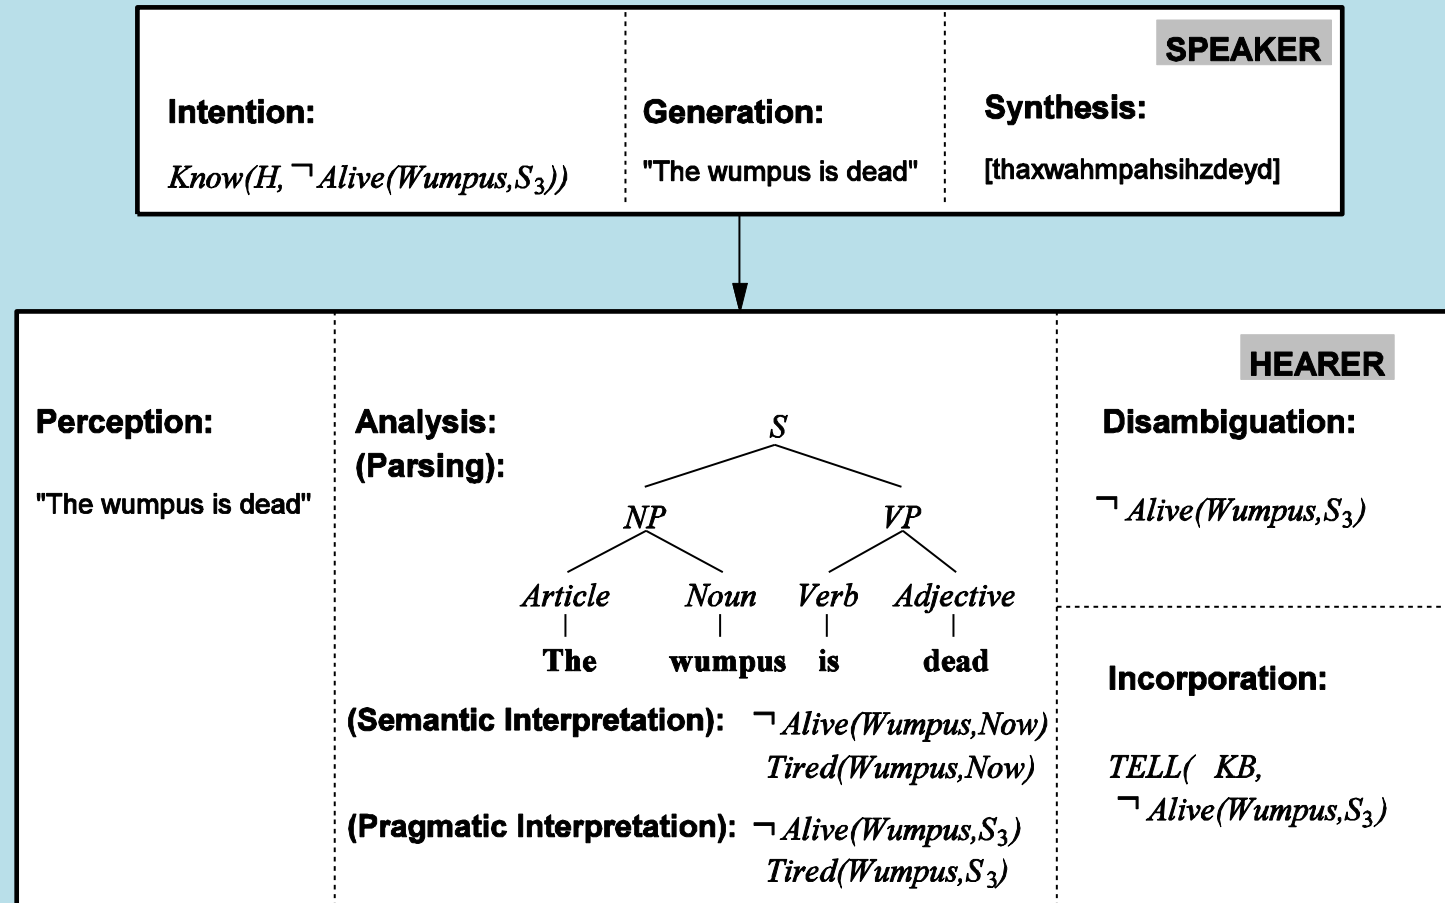 SPEAKER
Intention:
Know(H, ¬ Alive(Wumpus,S₃))
Generation:
"The wumpus is dead"
Synthesis:
[thaxwahmpahsihzdeyd]
HEARER
Perception:
"The wumpus is dead"
Analysis:
(Parsing):
S
NP VP
Article Noun Verb Adjective
The wumpus is dead
(Semantic Interpretation): ¬ Alive(Wumpus,Now)
Tired(Wumpus,Now)
(Pragmatic Interpretation): ¬ Alive(Wumpus,S₃)
Tired(Wumpus,S₃)
Disambiguation:
¬ Alive(Wumpus,S₃)
Incorporation:
TELL( KB,
¬ Alive(Wumpus,S₃)